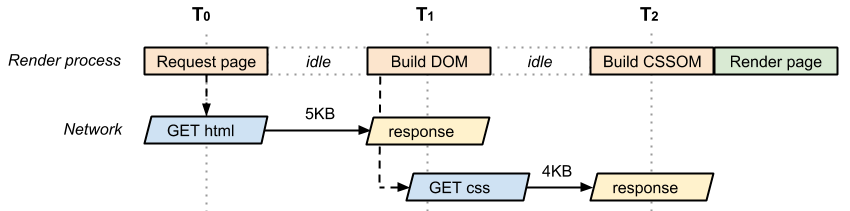 T0 T1 T2
Render process Request page idle Build DOM idle Build CSSOM Render page
5KB
Network GET html response
4KB
GET css response